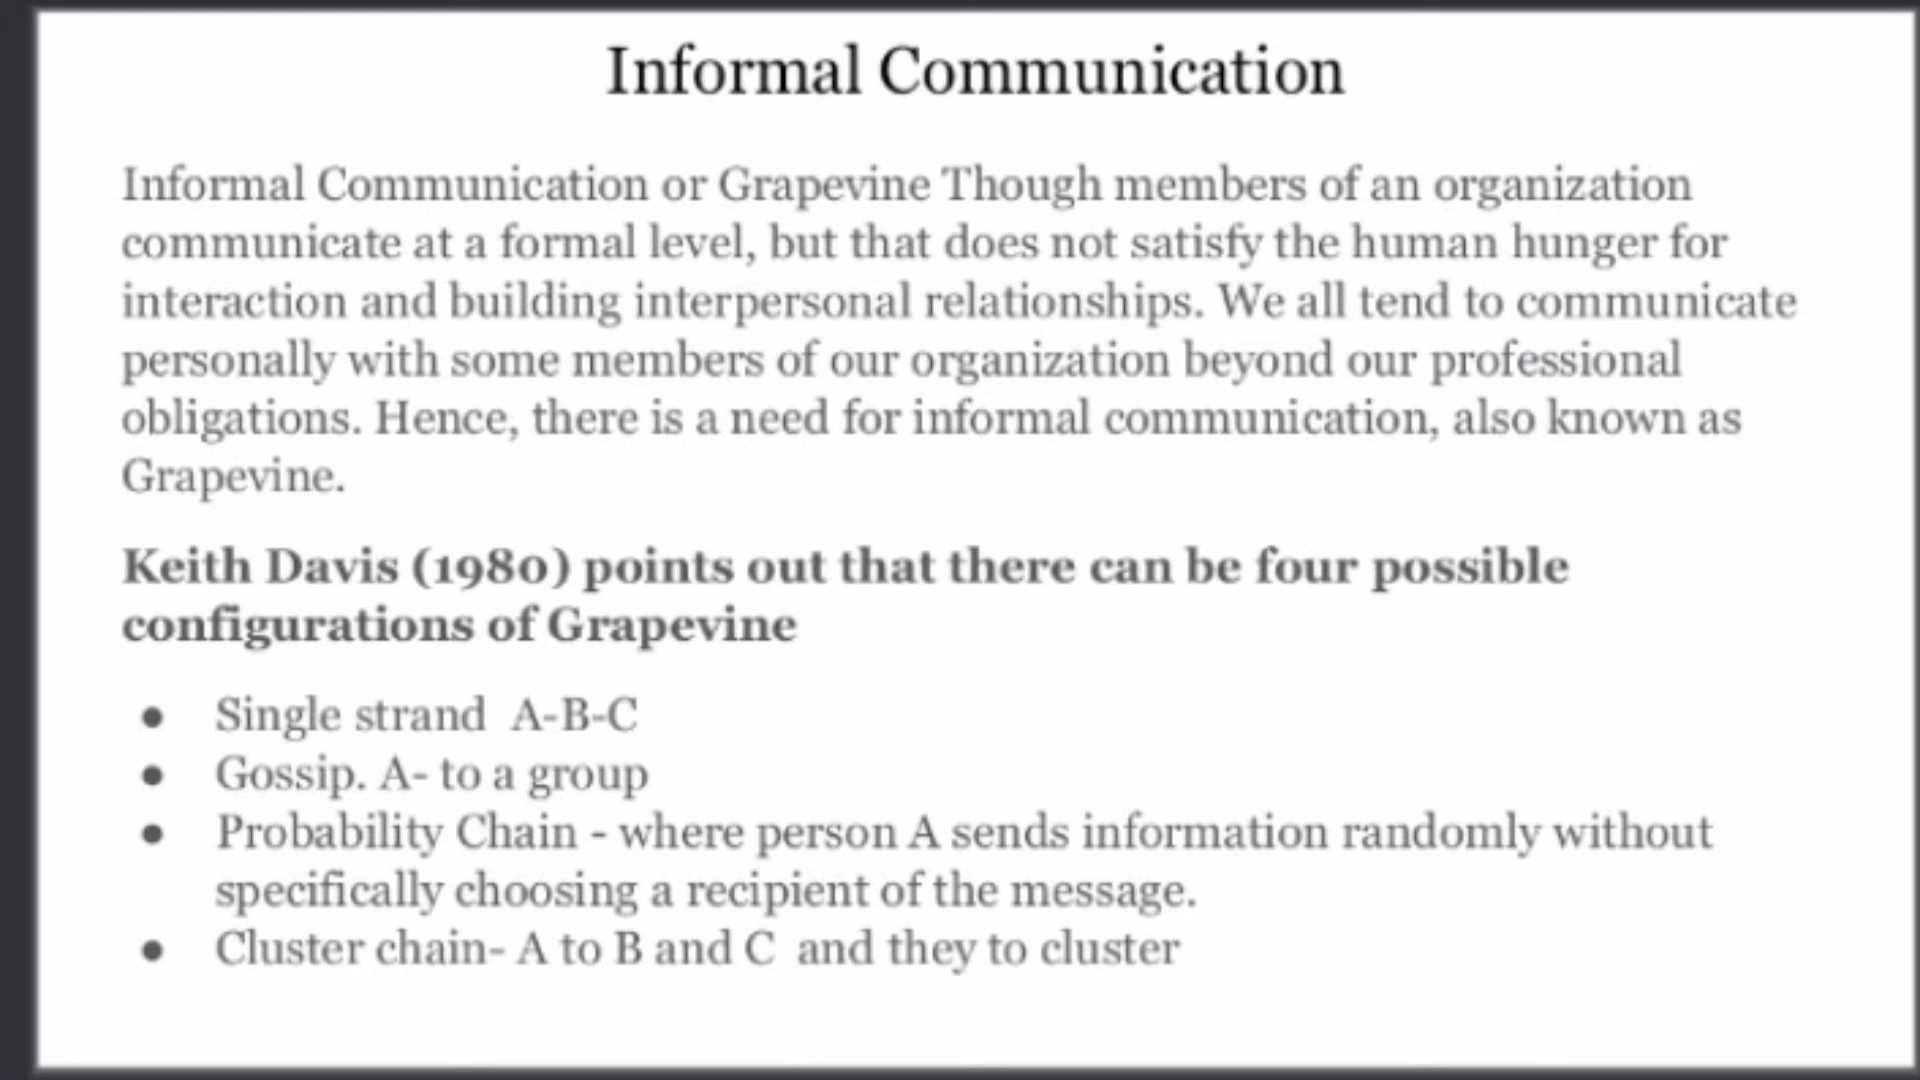 Informal Communication
Informal Communication or Grapevine Though members of an organization
communicate at a formal level, but that does not satisfy the human hunger for
interaction and building interpersonal relationships. We all tend to communicate
personally with some members of our organization beyond our professional
obligations. Hence, there is a need for informal communication, also known as
Grapevine.
Keith Davis (1980) points out that there can be four possible
configurations of Grapevine
● Single strand  A-B-C
● Gossip. A- to a group
● Probability Chain - where person A sends information randomly without
specifically choosing a recipient of the message.
● Cluster chain- A to B and C  and they to cluster